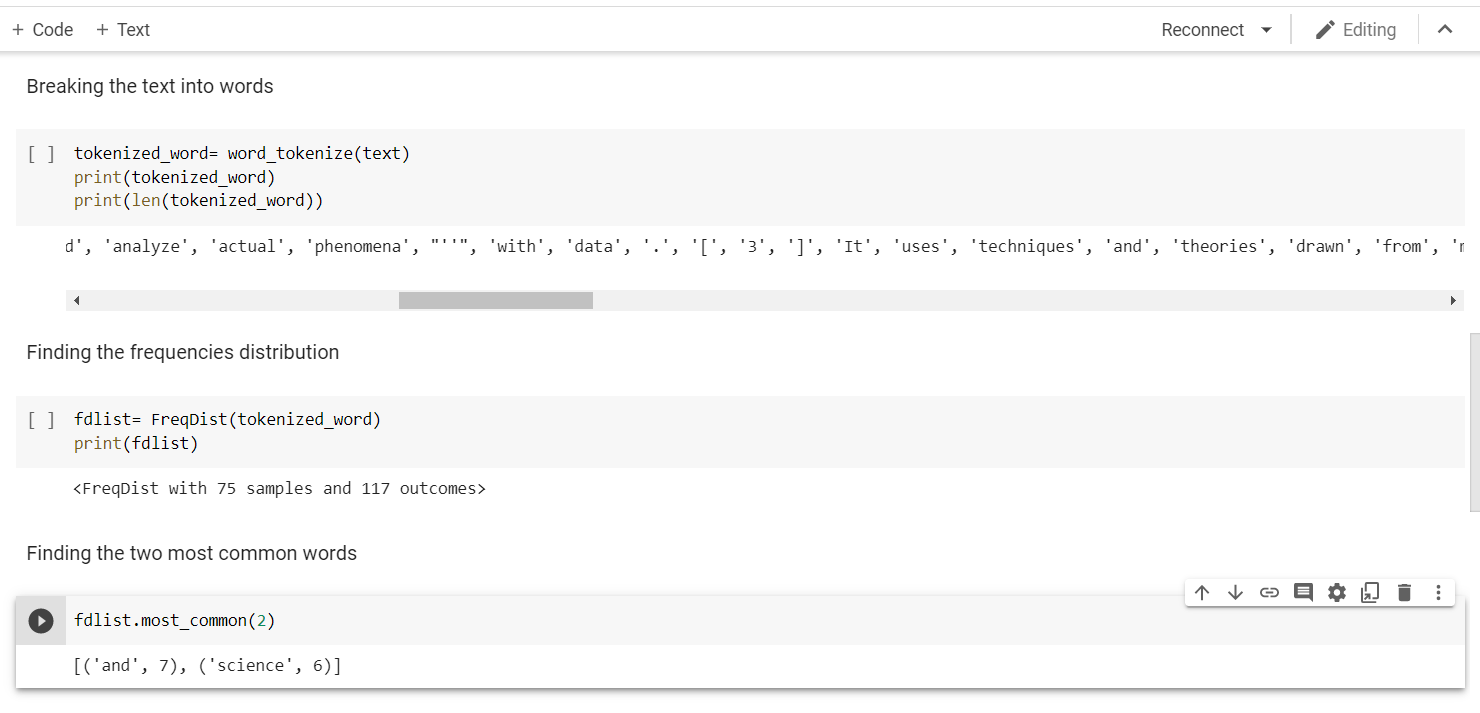 + Code + Text Reconnect Editing
Breaking the text into words
[ ] tokenized_word= word_tokenize(text)
print(tokenized_word)
print(len(tokenized_word))
d', 'analyze', 'actual', 'phenomena', "''", 'with', 'data', '.', '[', '3', ']', 'It', 'uses', 'techniques', 'and', 'theories', 'drawn', 'from', '
Finding the frequencies distribution
[ ] fdlist= FreqDist(tokenized_word)
print(fdlist)
<FreqDist with 75 samples and 117 outcomes>
Finding the two most common words
fdlist.most_common(2)
[('and', 7), ('science', 6)]